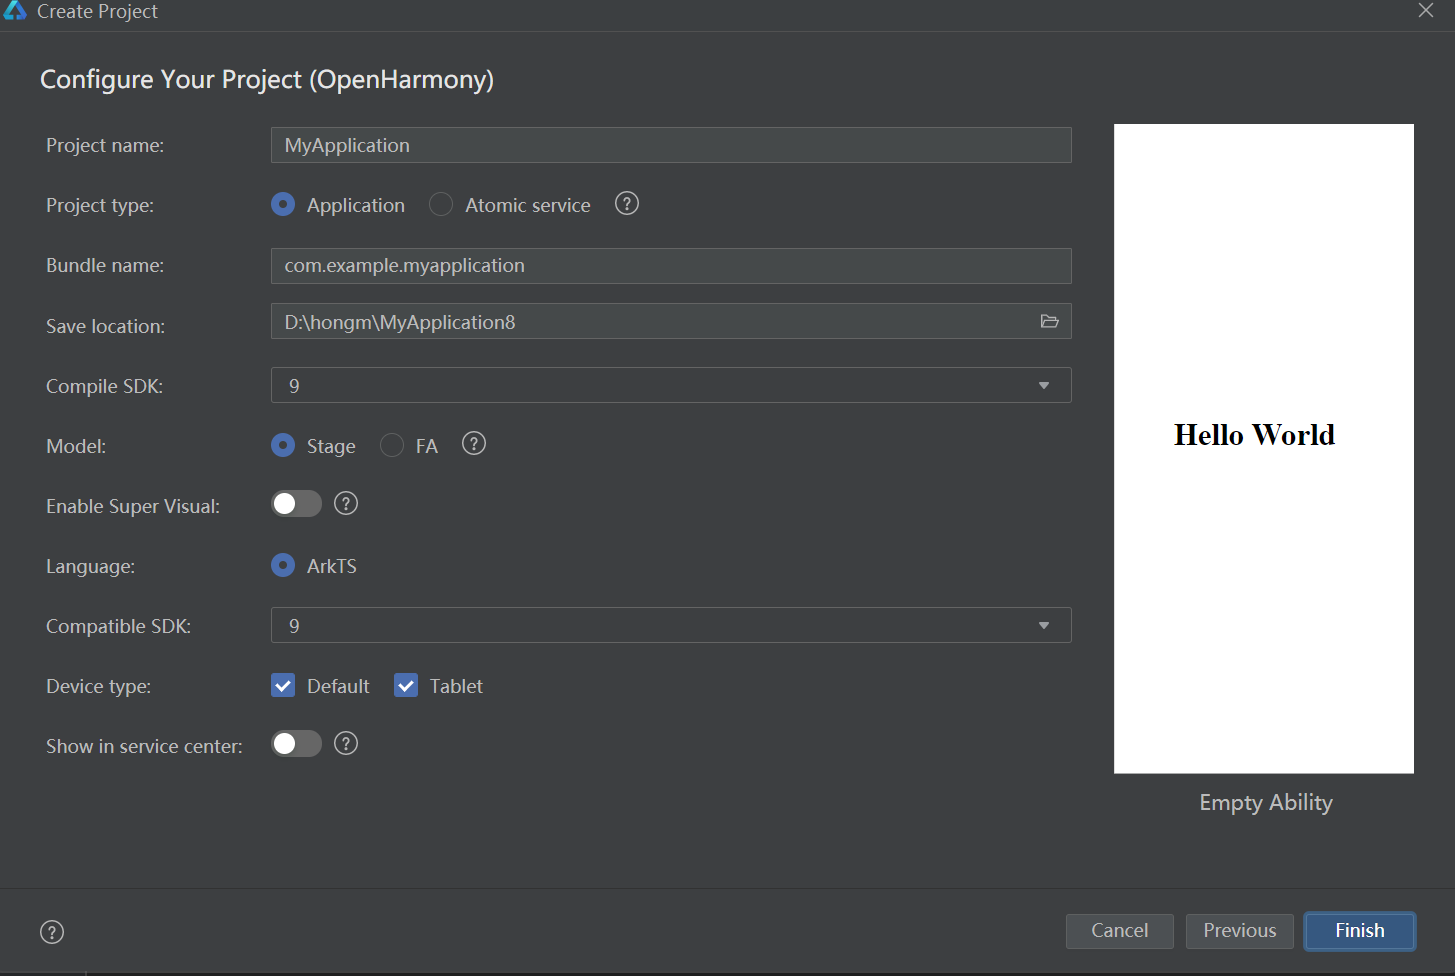 Create Project
Configure Your Project (OpenHarmony)
Project name: MyApplication
Project type: Application Atomic service ?
Bundle name: com.example.myapplication
Save location: D:\hongm\MyApplication8
Compile SDK: 9
Model: Stage FA ?
Enable Super Visual: ?
Language: ArkTS
Compatible SDK: 9
Device type: Default Tablet
Show in service center: ?
Hello World
Empty Ability
? Cancel Previous Finish